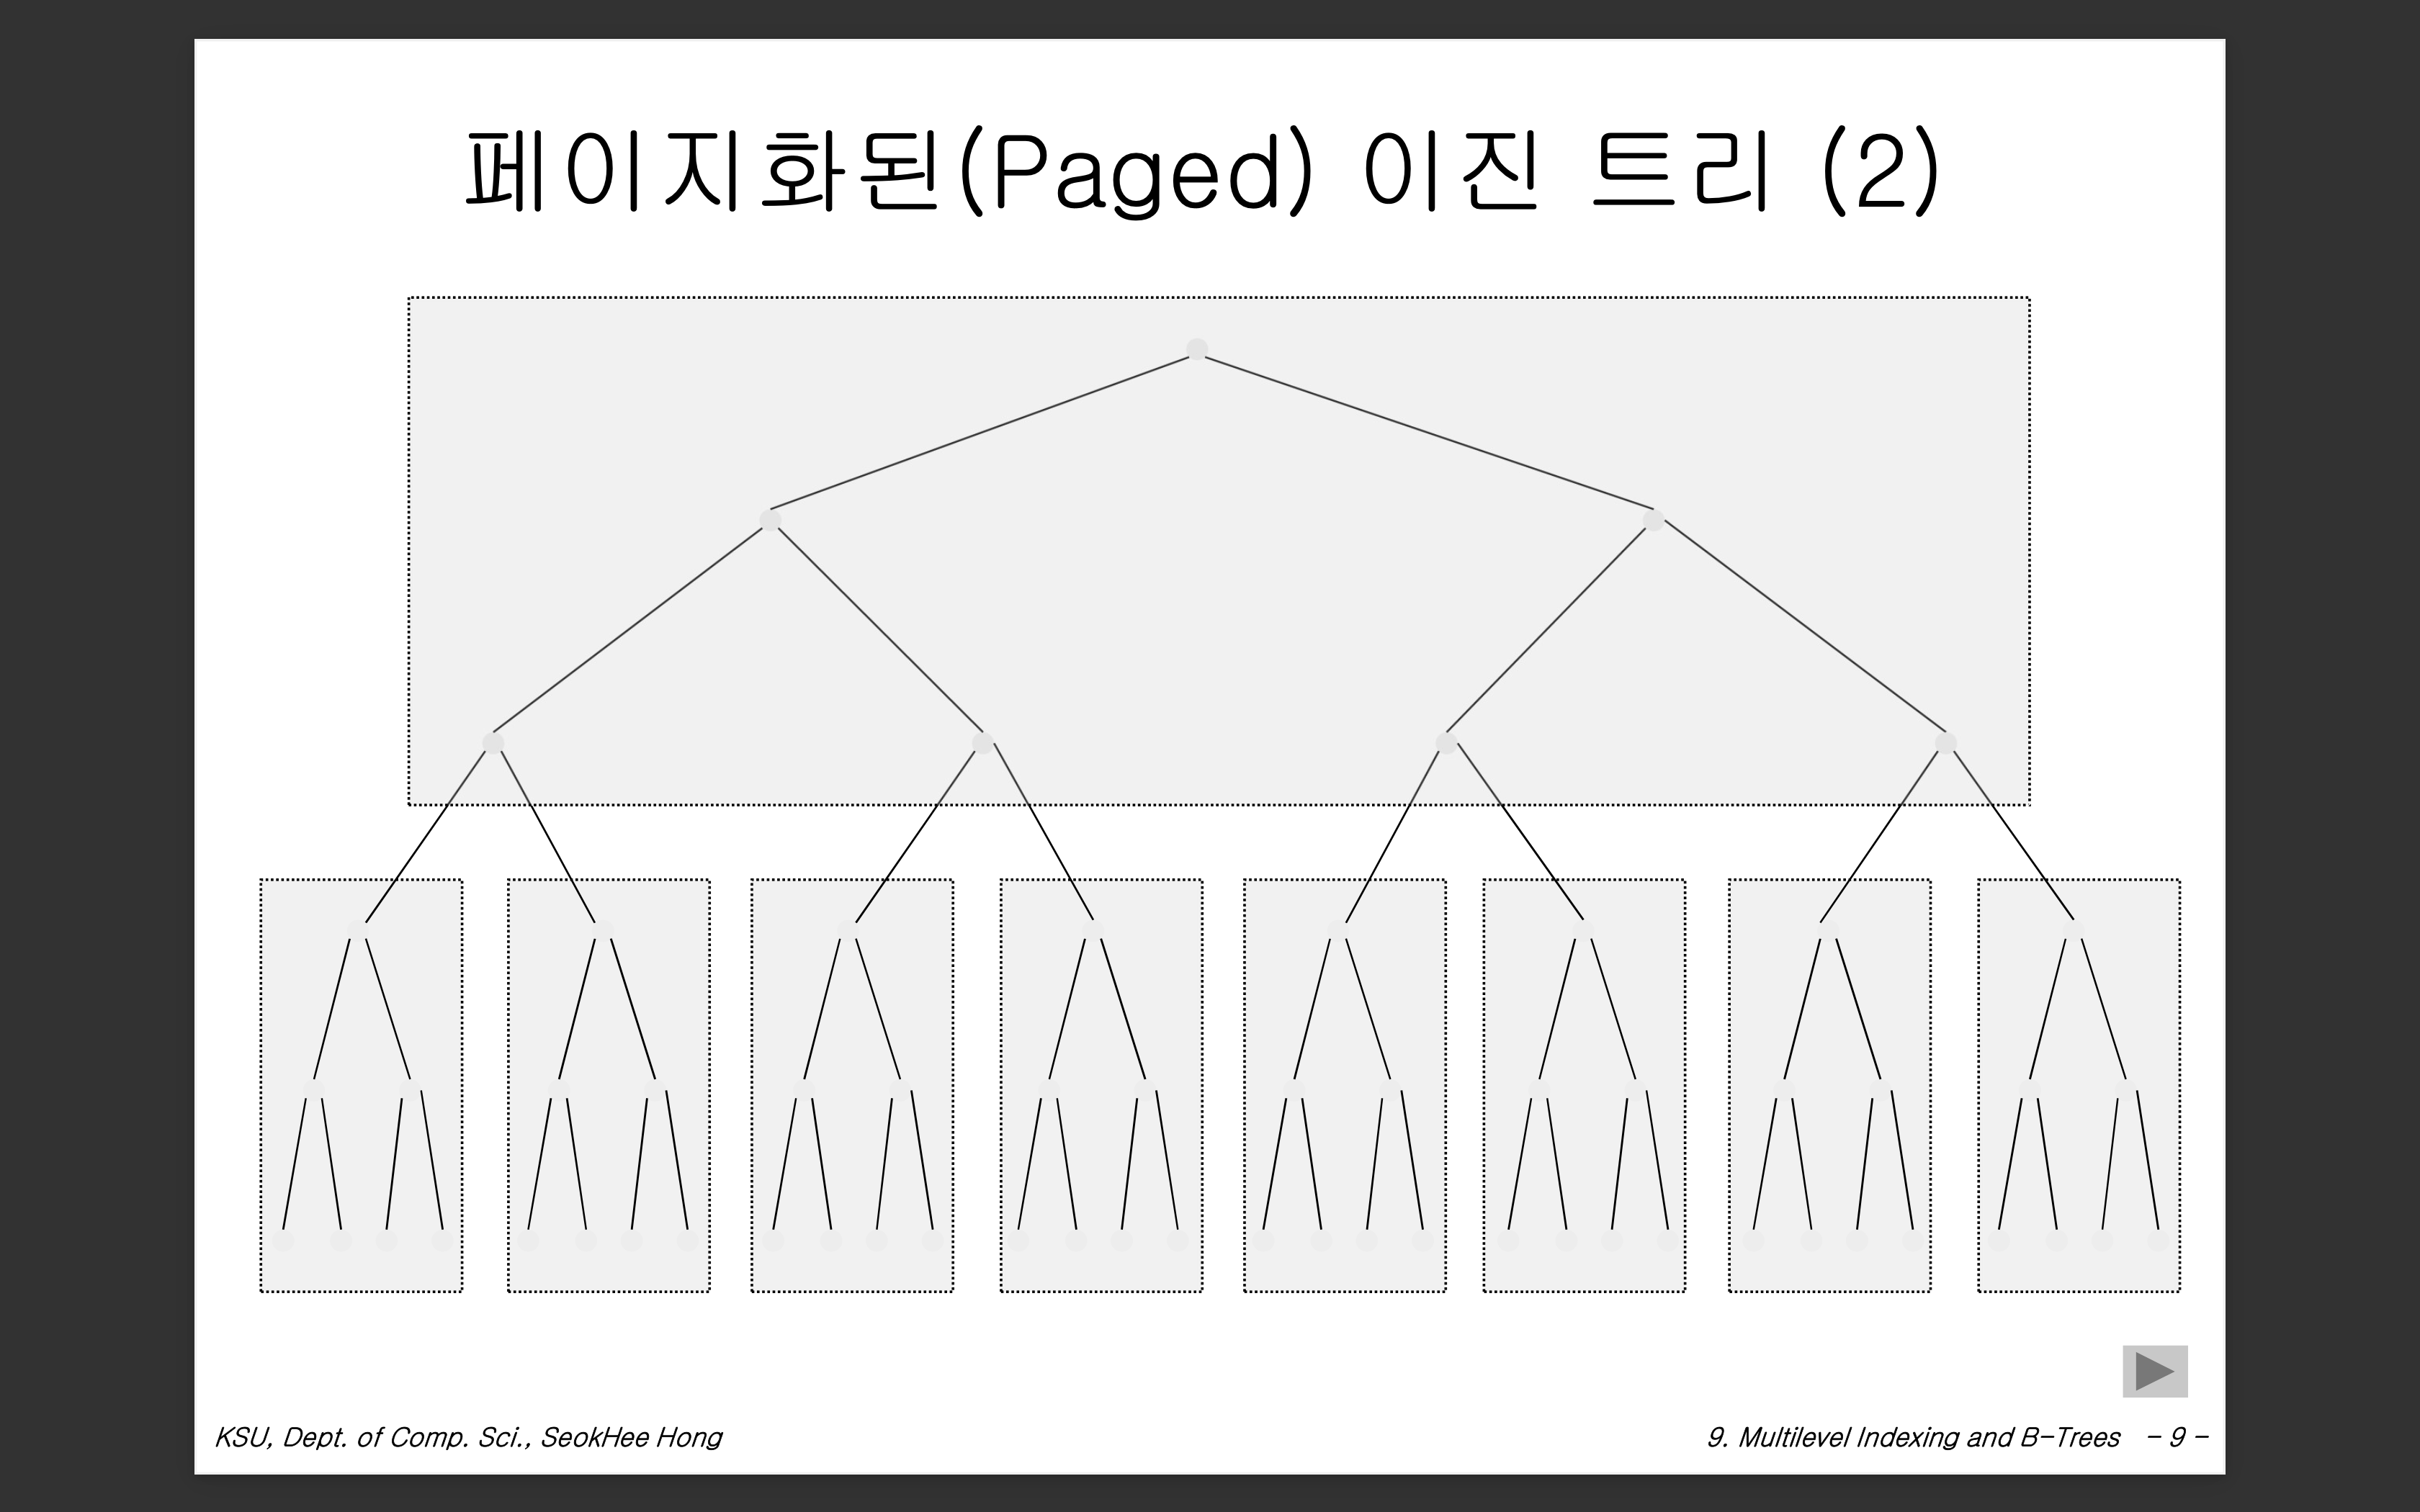 페이지화된(Paged) 이진 트리 (2)
KSU, Dept. of Comp. Sci., SeokHee Hong
9. Multilevel Indexing and B-Trees - 9 -